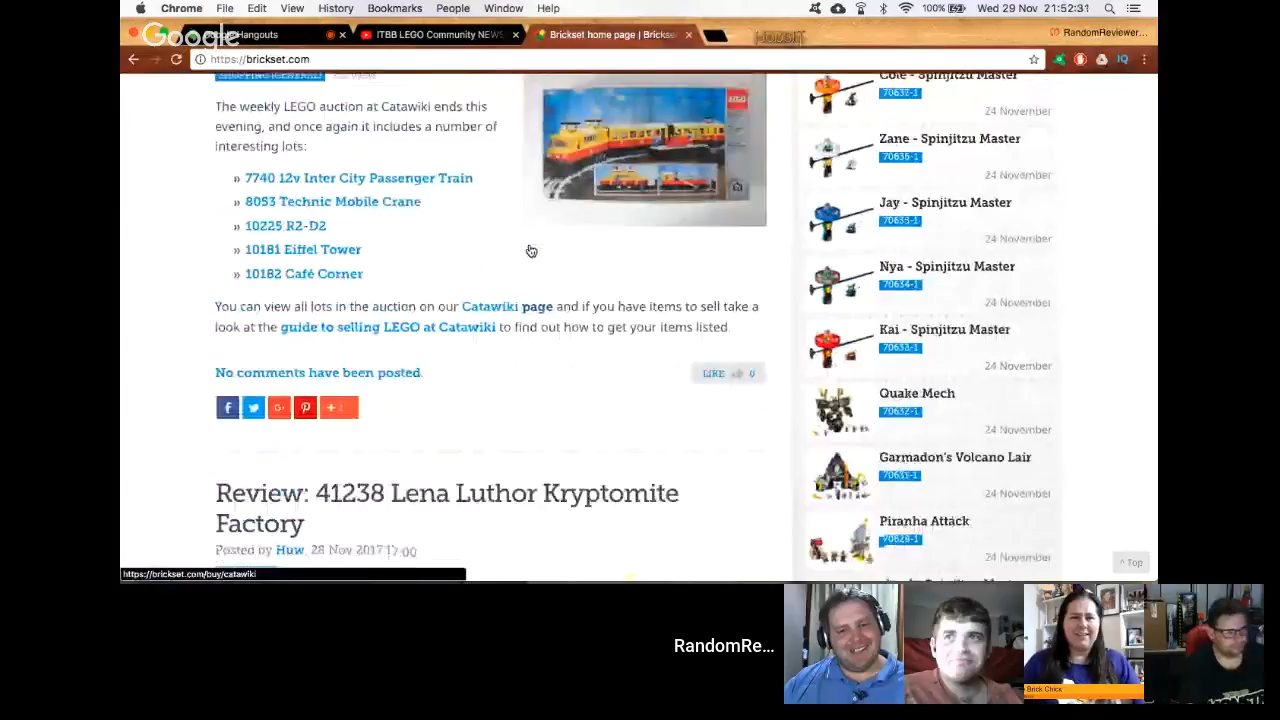 Chrome File Edit View History Bookmarks People Window Help 100% Wed 29 Nov 21:52:31
Google Hangouts ITBB LEGO Community NEWS Brickset home page | Brickse RandomReviewer...
https://brickset.com
The weekly LEGO auction at Catawiki ends this
evening, and once again it includes a number of
interesting lots:
» 7740 12v Inter City Passenger Train
» 8053 Technic Mobile Crane
» 10225 R2-D2
» 10181 Eiffel Tower
» 10182 Café Corner
You can view all lots in the auction on our Catawiki page and if you have items to sell take a
look at the guide to selling LEGO at Catawiki to find out how to get your items listed.
No comments have been posted.
LIKE 0
Review: 41238 Lena Luthor Kryptomite
Factory
Posted by Huw, 28 Nov 2017
https://brickset.com/buy/catawiki
Cole - Spinjitzu Master
70637-1
24 November
Zane - Spinjitzu Master
70636-1
24 November
Jay - Spinjitzu Master
70635-1
24 November
Nya - Spinjitzu Master
70634-1
24 November
Kai - Spinjitzu Master
70633-1
24 November
Quake Mech
70632-1
24 November
Garmadon's Volcano Lair
70631-1
24 November
Piranha Attack
24 November
^ Top
RandomRe...
Brick Chick